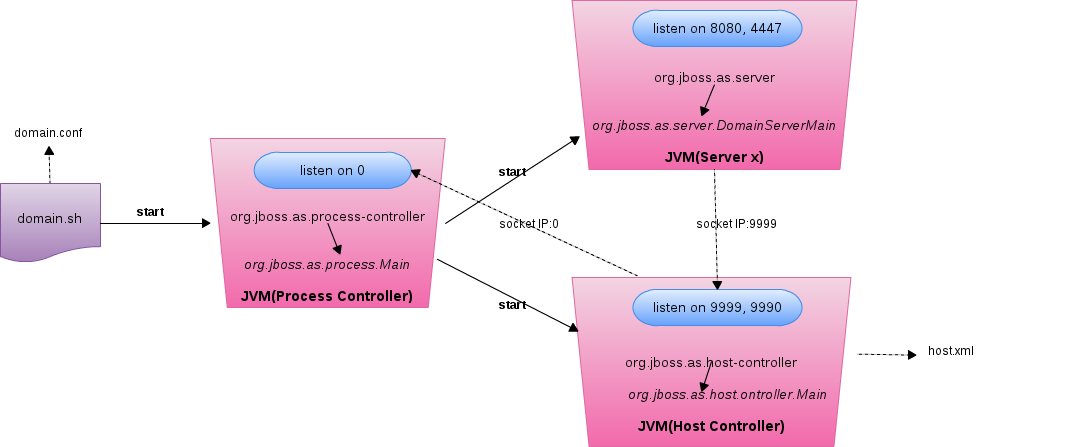 domain.conf
domain.sh
start
listen on 0
org.jboss.as.process-controller
org.jboss.as.process.Main
JVM(Process Controller)
start
start
socket IP:0
listen on 8080, 4447
org.jboss.as.server
org.jboss.as.server.DomainServerMain
JVM(Server x)
socket IP:9999
listen on 9999, 9990
org.jboss.as.host-controller
org.jboss.as.host.ontroller.Main
JVM(Host Controller)
host.xml